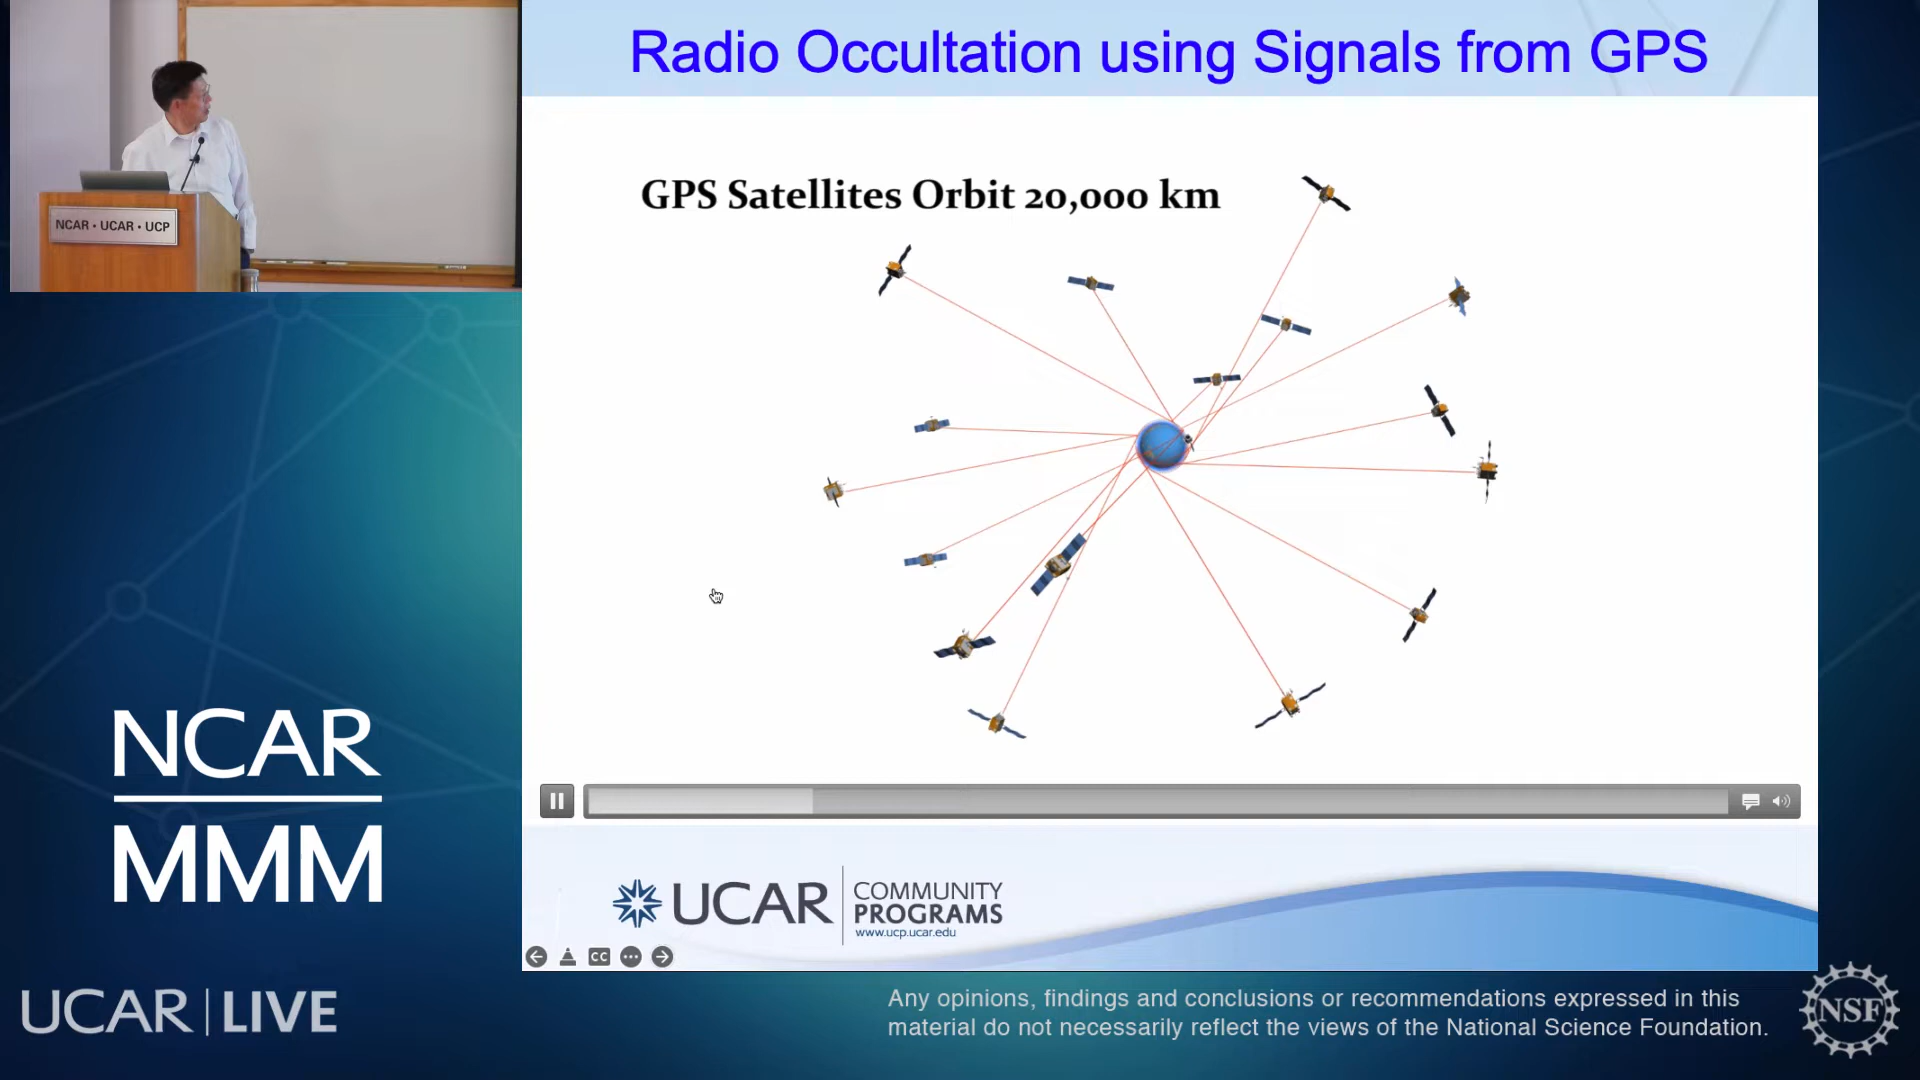 Radio Occultation using Signals from GPS
NCAR • UCAR • UCP
GPS Satellites Orbit 20,000 km
NCAR
MMM
UCAR
COMMUNITY
PROGRAMS
www.ucp.ucar.edu
CC
UCAR | LIVE
Any opinions, findings and conclusions or recommendations expressed in this
material do not necessarily reflect the views of the National Science Foundation.
NSF